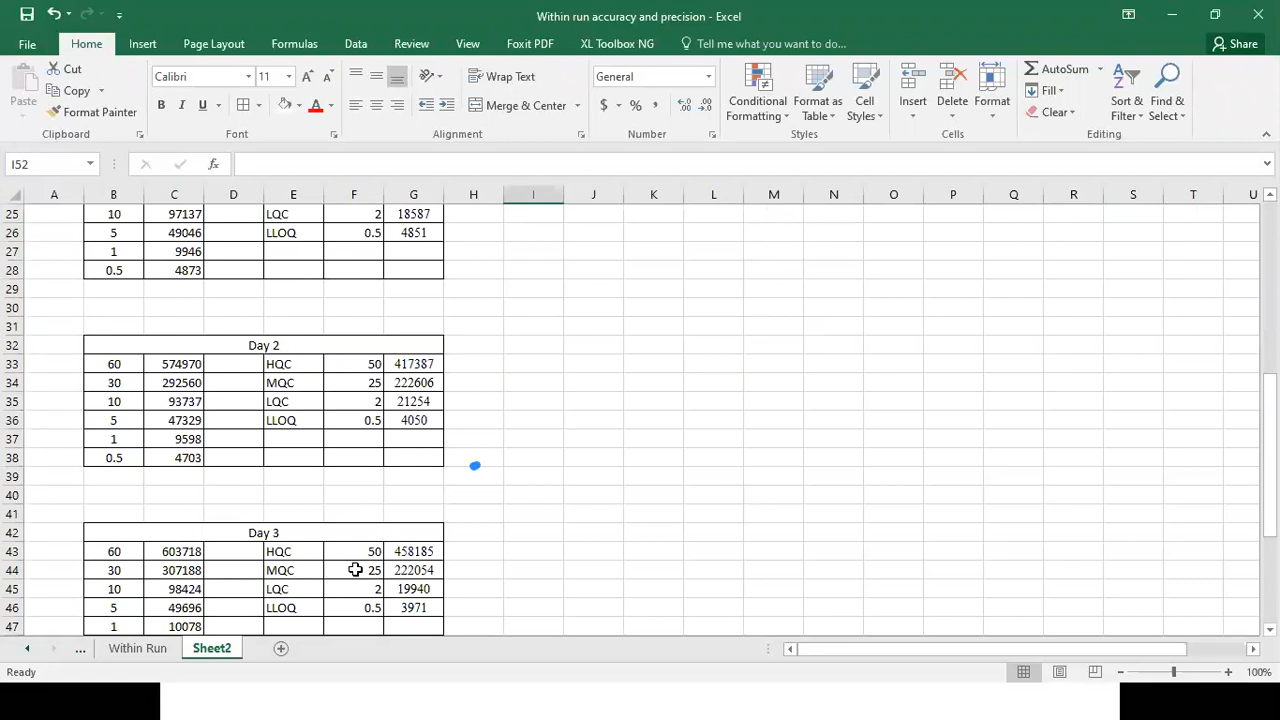 Within run accuracy and precision - Excel
File Home Insert Page Layout Formulas Data Review View Foxit PDF XL Toolbox NG Tell me what you want to do... Share
Paste Cut Copy Format Painter Clipboard
Calibri 11 A A B I U A Font
Wrap Text Merge & Center Alignment
General $ % , Number
Conditional Formatting Format as Table Cell Styles Styles
Insert Delete Format Cells
AutoSum Fill Clear Sort & Filter Find & Select Editing
I52 fx
A B C D E F G H I J K L M N O P Q R S T U
25 10 97137 LQC 2 18587
26 5 49046 LLOQ 0.5 4851
27 1 9946
28 0.5 4873
29
30
31
32 Day 2
33 60 574970 HQC 50 417387
34 30 292560 MQC 25 222606
35 10 93737 LQC 2 21254
36 5 47329 LLOQ 0.5 4050
37 1 9598
38 0.5 4703
39
40
41
42 Day 3
43 60 603718 HQC 50 458185
44 30 307188 MQC 25 222054
45 10 98424 LQC 2 19940
46 5 49696 LLOQ 0.5 3971
47 1 10078
... Within Run Sheet2
Ready 100%